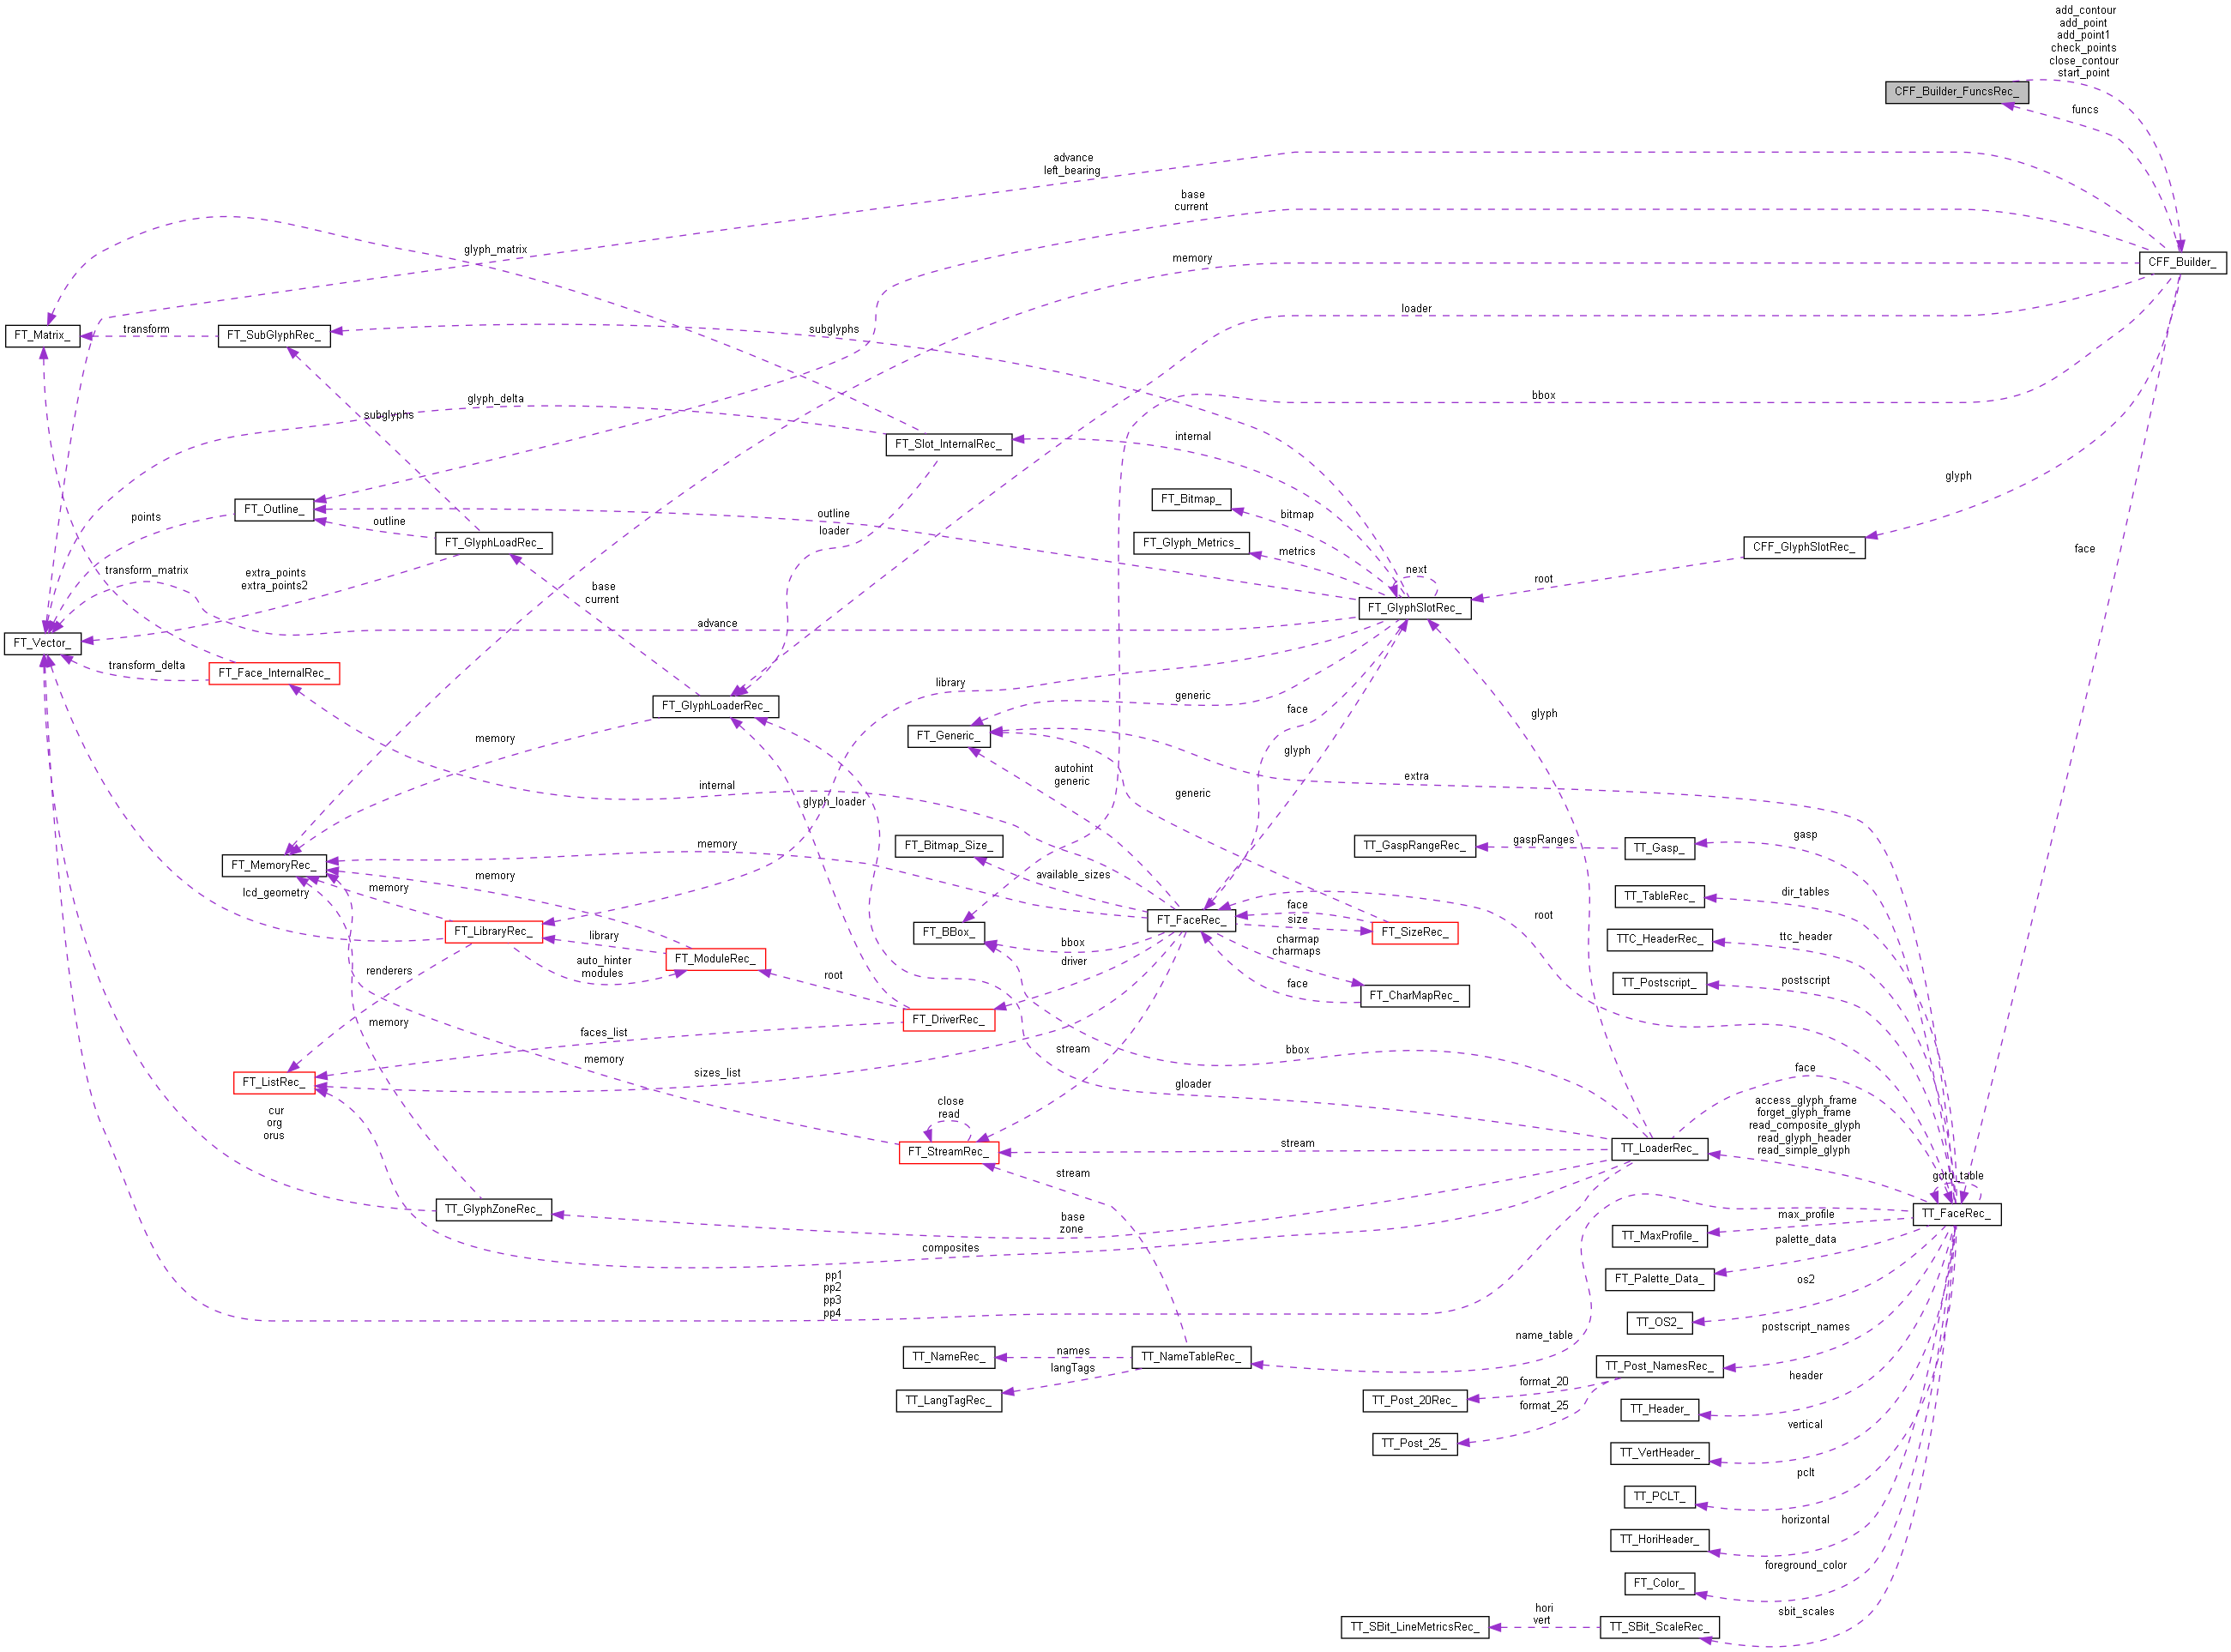 add_contour
add_point
add_point1
check_points
close_contour
start_point
CFF_Builder_FuncsRec_
funcs
advance
left_bearing
base
current
glyph_matrix
memory
CFF_Builder_
loader
FT_Matrix_
transform
FT_SubGlyphRec_
subglyphs
bbox
glyph_delta
subglyphs
FT_Slot_InternalRec_
internal
glyph
FT_Bitmap_
FT_Outline_
points
outline
outline
bitmap
loader
FT_GlyphLoadRec_
FT_Glyph_Metrics_
metrics
CFF_GlyphSlotRec_
face
transform_matrix
extra_points
extra_points2
base
current
next
root
FT_GlyphSlotRec_
advance
FT_Vector_
transform_delta
FT_Face_InternalRec_
library
generic
FT_GlyphLoaderRec_
face
glyph
memory
FT_Generic_
glyph
autohint
generic
extra
internal
glyph_loader
generic
gasp
gaspRanges
memory
FT_Bitmap_Size_
TT_GaspRangeRec_
TT_Gasp_
FT_MemoryRec_
memory
available_sizes
lcd_geometry
memory
dir_tables
TT_TableRec_
face
size
root
FT_LibraryRec_
library
FT_BBox_
bbox
FT_FaceRec_
FT_SizeRec_
charmap
charmaps
TTC_HeaderRec_
ttc_header
auto_hinter
modules
FT_ModuleRec_
driver
renderers
root
face
FT_CharMapRec_
TT_Postscript_
postscript
memory
FT_DriverRec_
faces_list
stream
bbox
memory
sizes_list
gloader
face
FT_ListRec_
close
read
access_glyph_frame
forget_glyph_frame
read_composite_glyph
read_glyph_header
read_simple_glyph
cur
org
orus
FT_StreamRec_
stream
TT_LoaderRec_
stream
goto_table
TT_GlyphZoneRec_
base
zone
TT_FaceRec_
max_profile
TT_MaxProfile_
composites
palette_data
pp1
pp2
pp3
pp4
FT_Palette_Data_
os2
TT_OS2_
name_table
postscript_names
TT_NameRec_
names
TT_NameTableRec_
langTags
TT_Post_NamesRec_
header
format_20
TT_LangTagRec_
TT_Post_20Rec_
format_25
TT_Header_
vertical
TT_Post_25_
TT_VertHeader_
pclt
TT_PCLT_
horizontal
TT_HoriHeader_
foreground_color
FT_Color_
sbit_scales
hori
vert
TT_SBit_LineMetricsRec_
TT_SBit_ScaleRec_